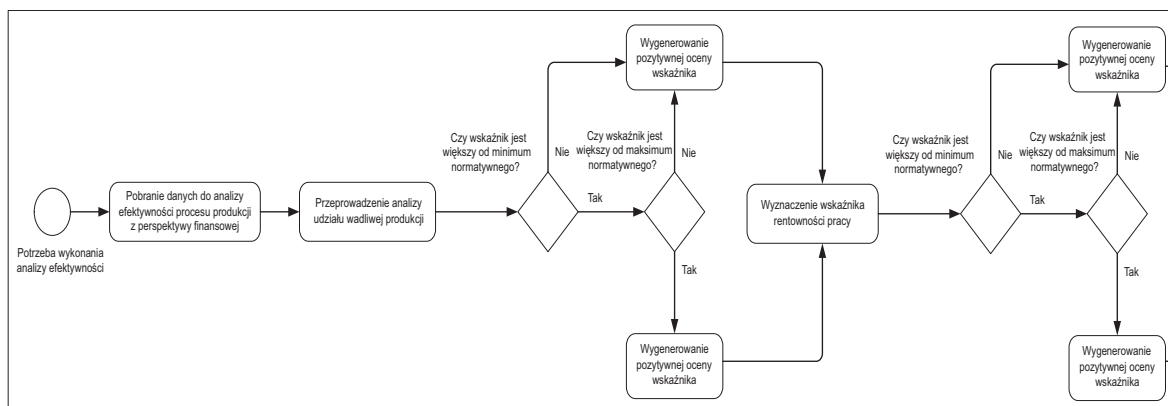 Potrzeba wykonania
analizy efektywności
Pobranie danych do analizy
efektywności procesu produkcji
z perspektywy finansowej
Przeprowadzenie analizy
udziału wadliwej produkcji
Czy wskaźnik jest
większy od minimum
normatywnego?
Nie
Tak
Czy wskaźnik jest
większy od maksimum
normatywnego?
Nie
Tak
Wygenerowanie
pozytywnej oceny
wskaźnika
Wygenerowanie
pozytywnej oceny
wskaźnika
Wyznaczenie wskaźnika
rentowności pracy
Czy wskaźnik jest
większy od minimum
normatywnego?
Nie
Tak
Czy wskaźnik jest
większy od maksimum
normatywnego?
Nie
Tak
Wygenerowanie
pozytywnej oceny
wskaźnika
Wygenerowanie
pozytywnej oceny
wskaźnika